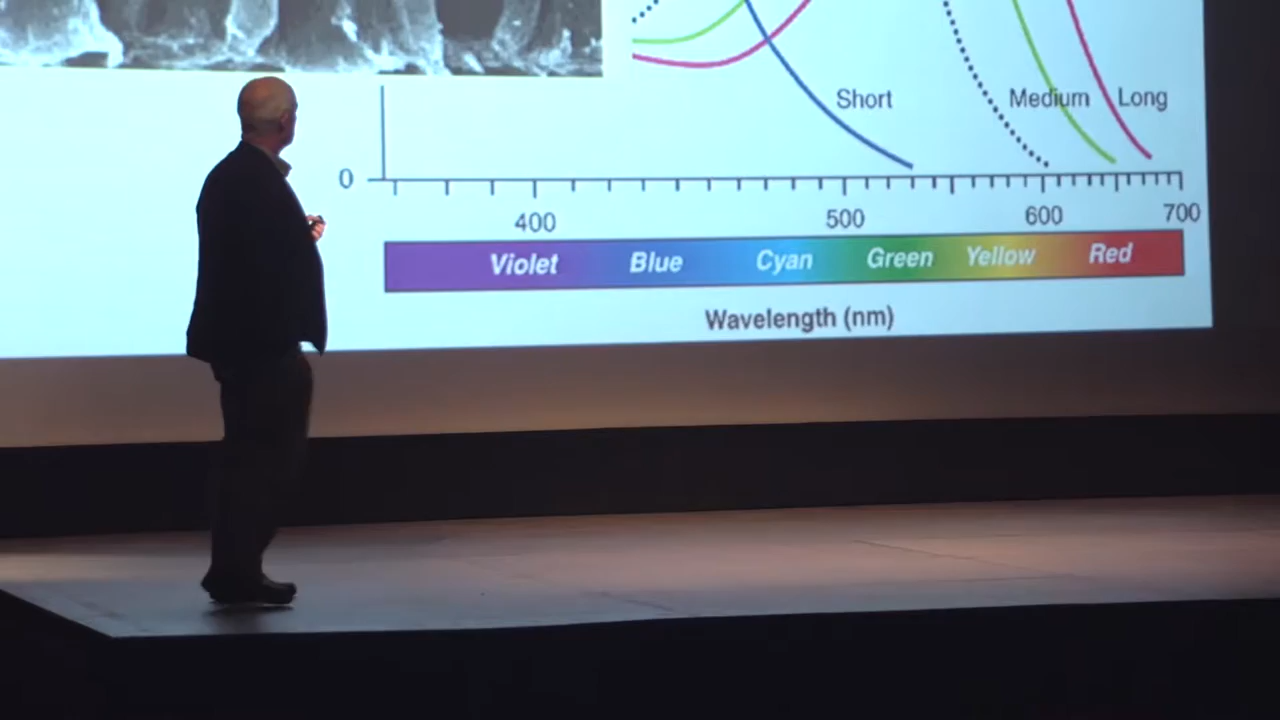 Short Medium Long
0
400 500 600 700
Violet Blue Cyan Green Yellow Red
Wavelength (nm)